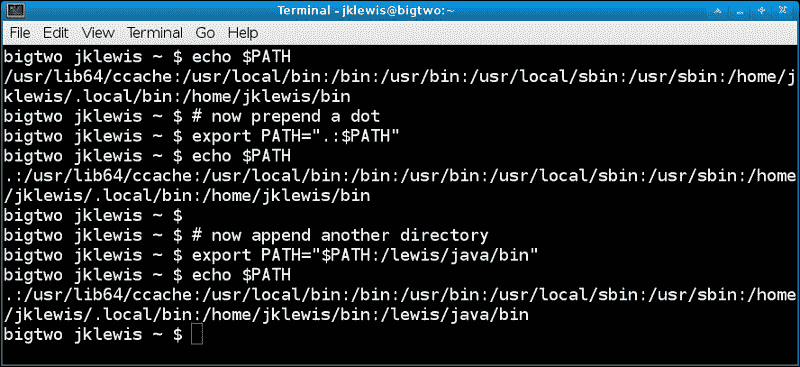 Terminal - jklewis@bigtwo:~
File Edit View Terminal Go Help
bigtwo jklewis ~ $ echo $PATH
/usr/lib64/ccache:/usr/local/bin:/bin:/usr/bin:/usr/local/sbin:/usr/sbin:/home/j
klewis/.local/bin:/home/jklewis/bin
bigtwo jklewis ~ $ # now prepend a dot
bigtwo jklewis ~ $ export PATH=".:$PATH"
bigtwo jklewis ~ $ echo $PATH
.:/usr/lib64/ccache:/usr/local/bin:/bin:/usr/bin:/usr/local/sbin:/usr/sbin:/home
/jklewis/.local/bin:/home/jklewis/bin
bigtwo jklewis ~ $
bigtwo jklewis ~ $ # now append another directory
bigtwo jklewis ~ $ export PATH="$PATH:/lewis/java/bin"
bigtwo jklewis ~ $ echo $PATH
.:/usr/lib64/ccache:/usr/local/bin:/bin:/usr/bin:/usr/local/sbin:/usr/sbin:/home
/jklewis/.local/bin:/home/jklewis/bin:/lewis/java/bin
bigtwo jklewis ~ $